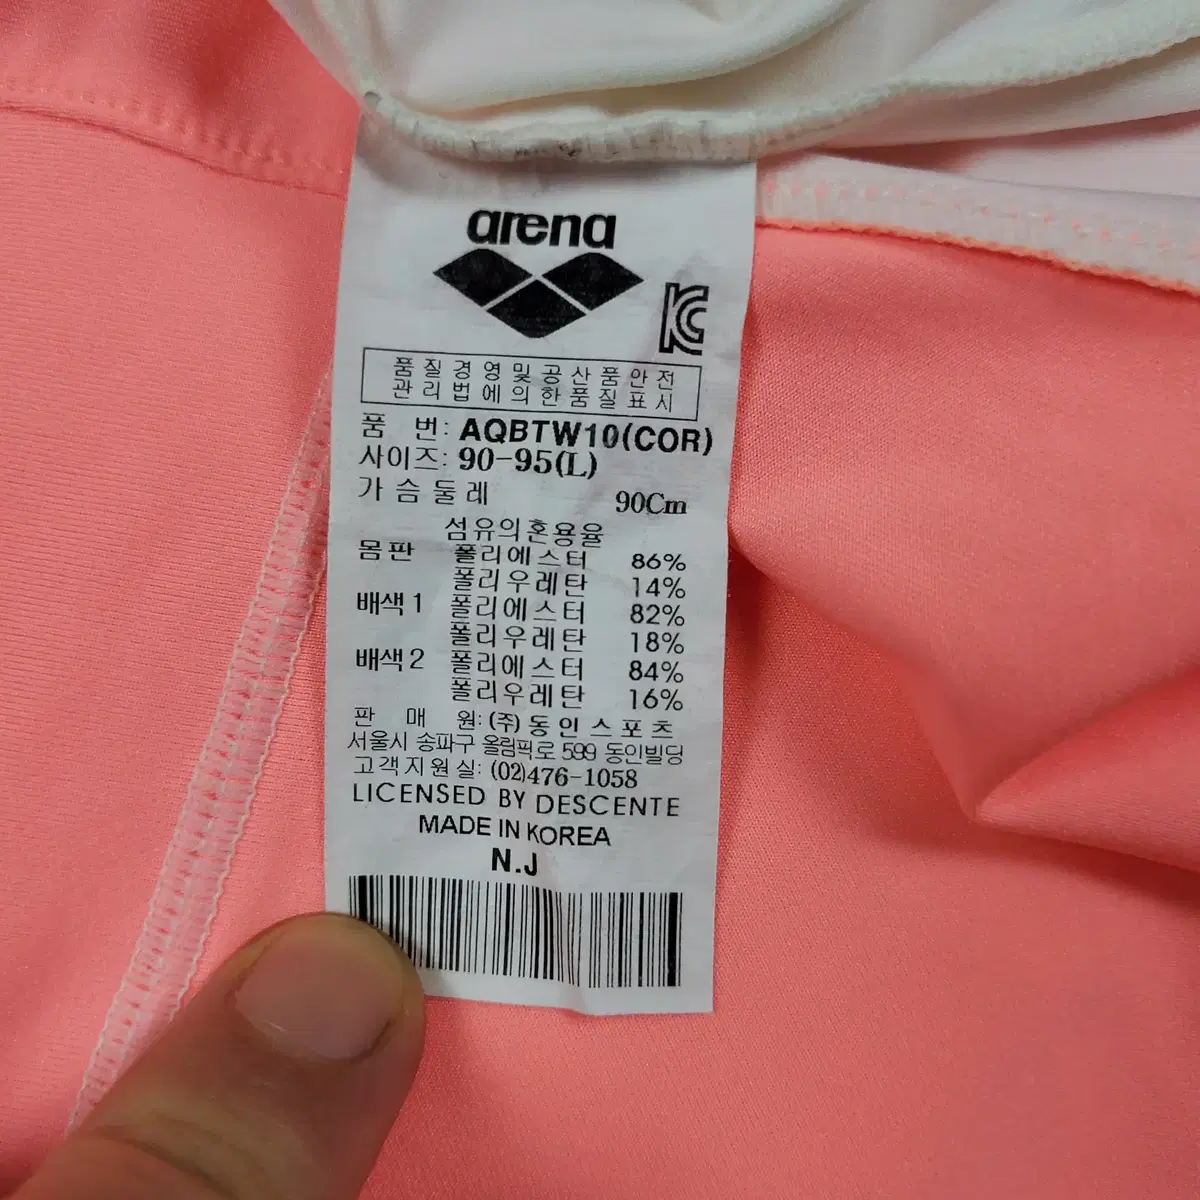 arena
KC
품질경영및공산품안전
관리법에의한품질표시
품 번: AQBTW10(COR)
사이즈: 90-95(L)
가슴둘레 90Cm
섬유의혼용율
몸판 폴리에스터 86%
폴리우레탄 14%
배색1 폴리에스터 82%
폴리우레탄 18%
배색2 폴리에스터 84%
폴리우레탄 16%
판 매 원: (주)동인스포츠
서울시 송파구 올림픽로 599 동인빌딩
고객지원실: (02)476-1058
LICENSED BY DESCENTE
MADE IN KOREA
N.J